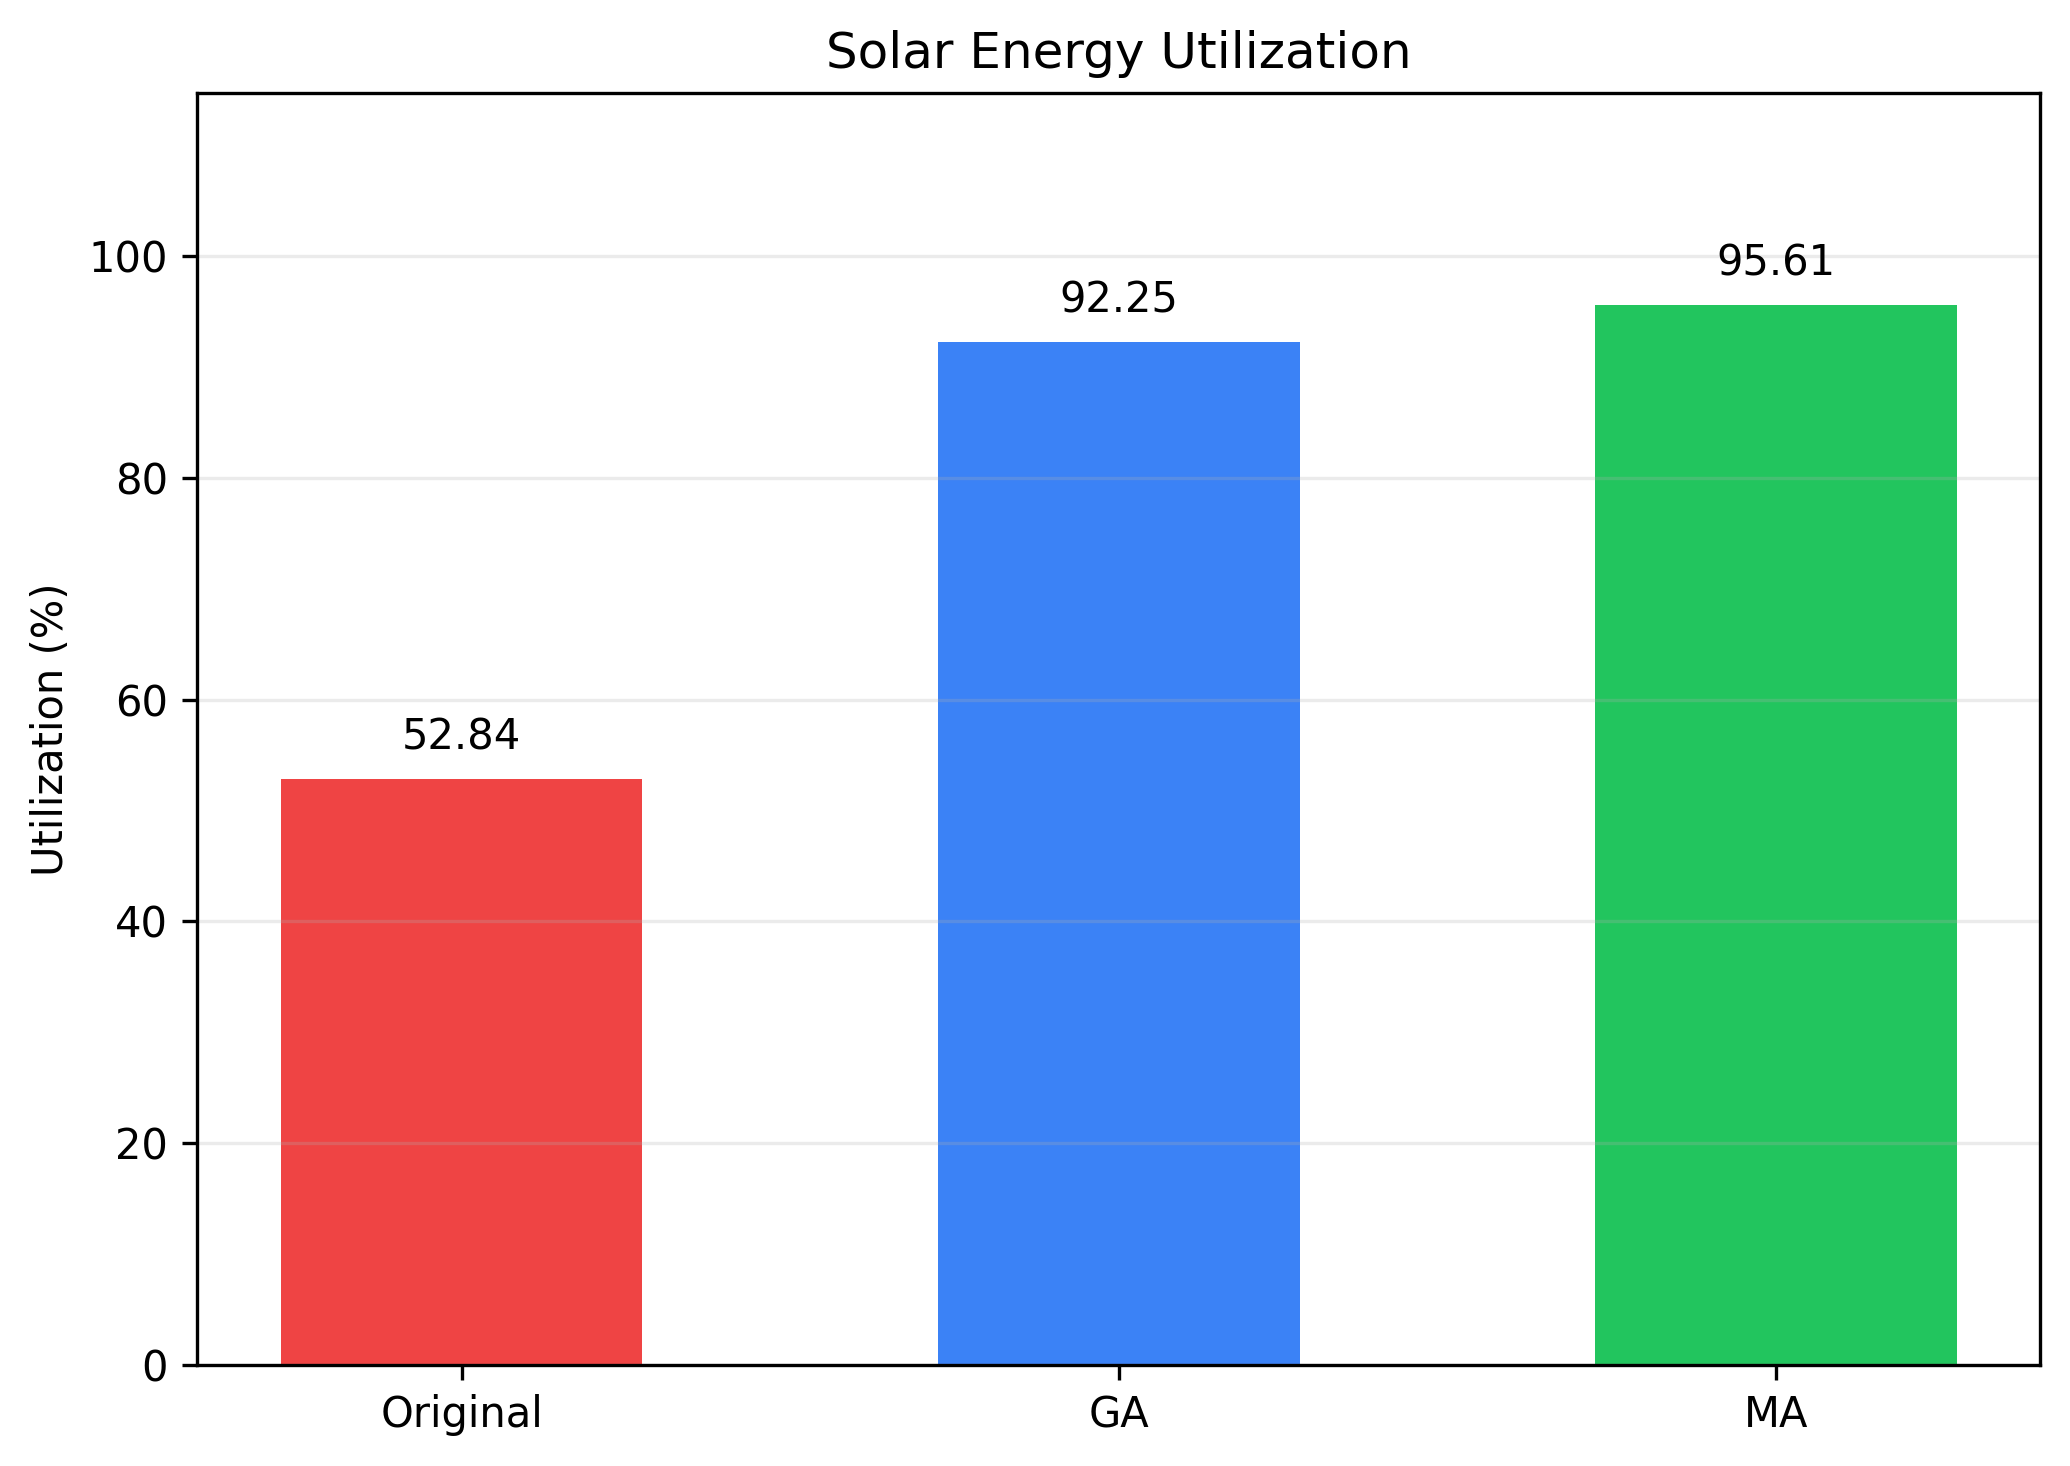 Solar Energy Utilization
Utilization (%)
100
80
60
40
20
0
52.84
92.25
95.61
Original
GA
MA